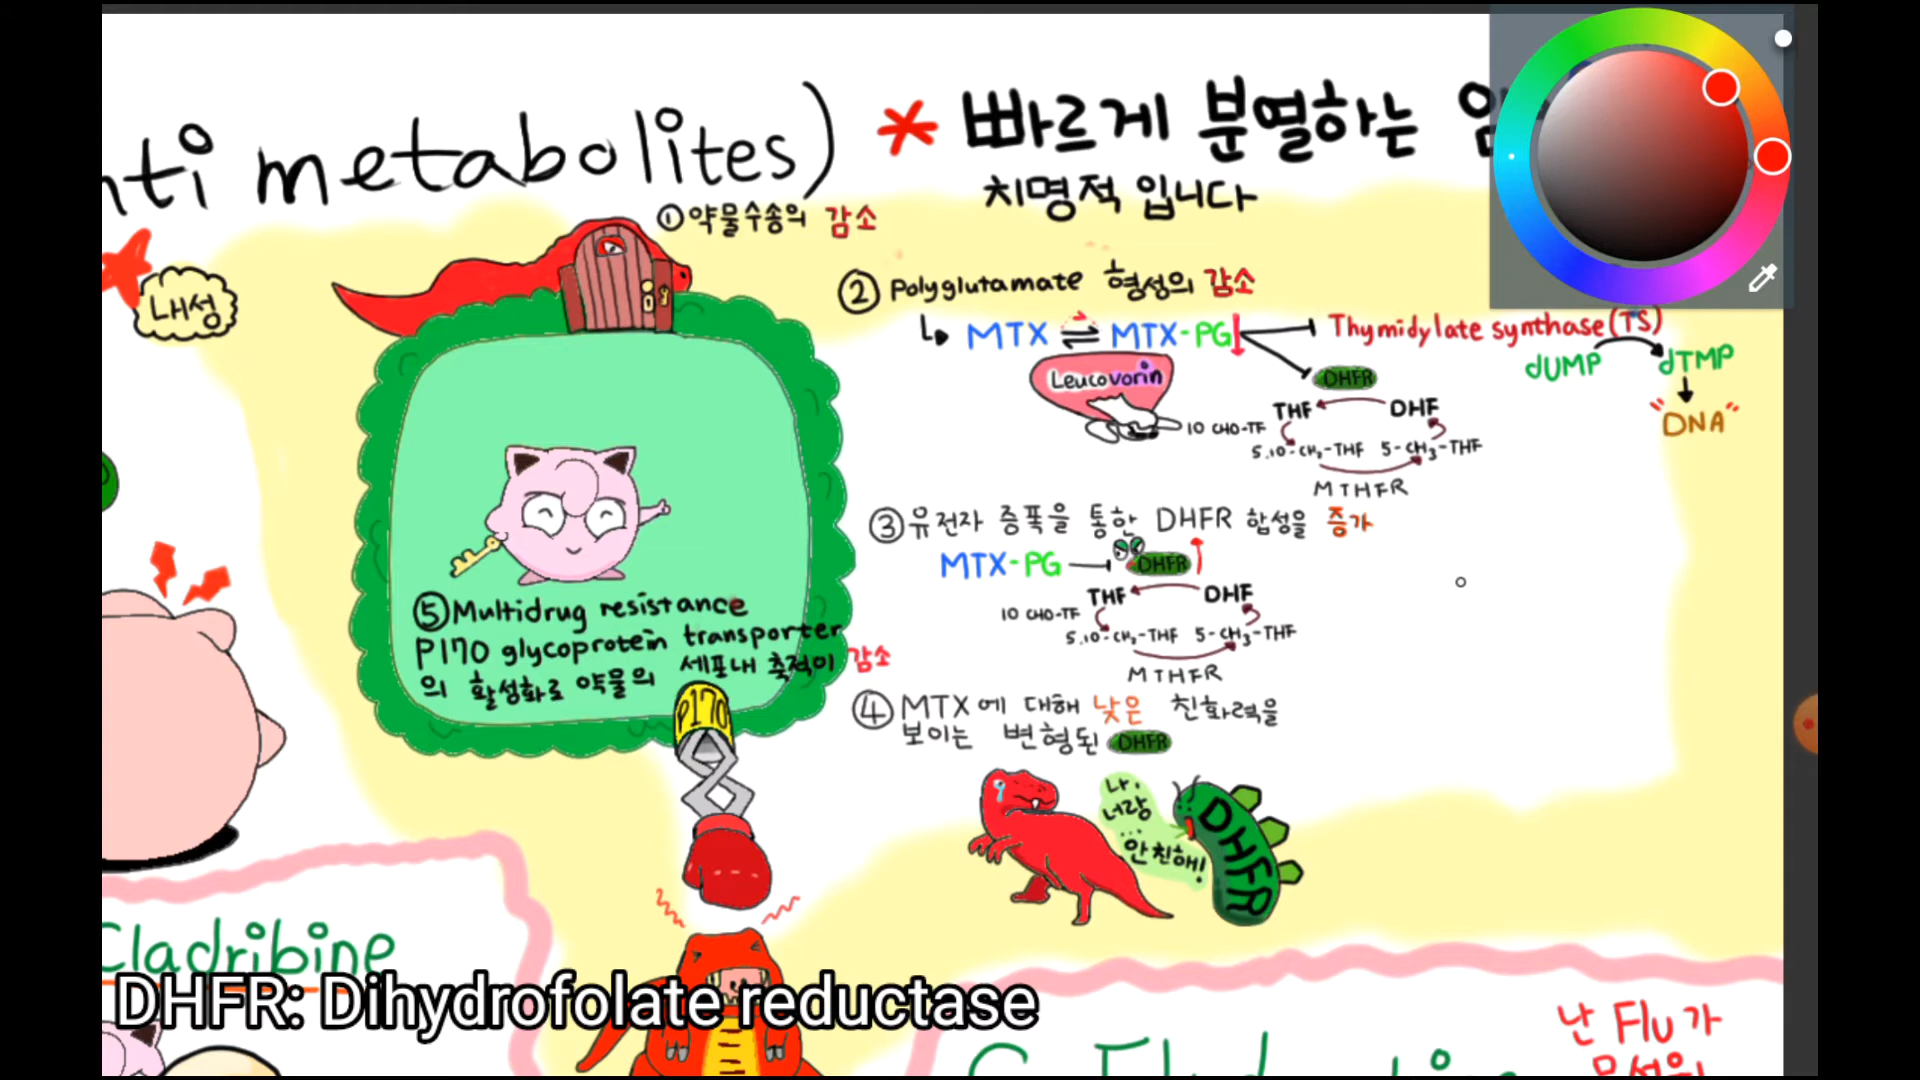 nti metabolites) * 빠르게 분열하는 암
치명적 입니다
내성
① 약물수송의 감소
② Polyglutamate 형성의 감소
↳ MTX ⇌ MTX-PG
Thymidylate synthase (TS)
dUMP → dTMP
"DNA"
Leucovorin
DHFR
THF ← DHF
10 CHO-TF
5.10-CH₂-THF 5-CH₃-THF
MTHFR
③ 유전자 증폭을 통한 DHFR 합성을 증가
MTX-PG DHFR
THF ← DHF
10 CHO-TF
5.10-CH₂-THF 5-CH₃-THF
MTHFR
④ MTX에 대해 낮은 친화력을
보이는 변형된 DHFR
나,
너랑
...
안친해!
DHFR
⑤ Multidrug resistance
P170 glycoprotein transporter
의 활성화로 약물의 세포내 축적이 감소
P170
Cladribine
DHFR: Dihydrofolate reductase
난 Flu가